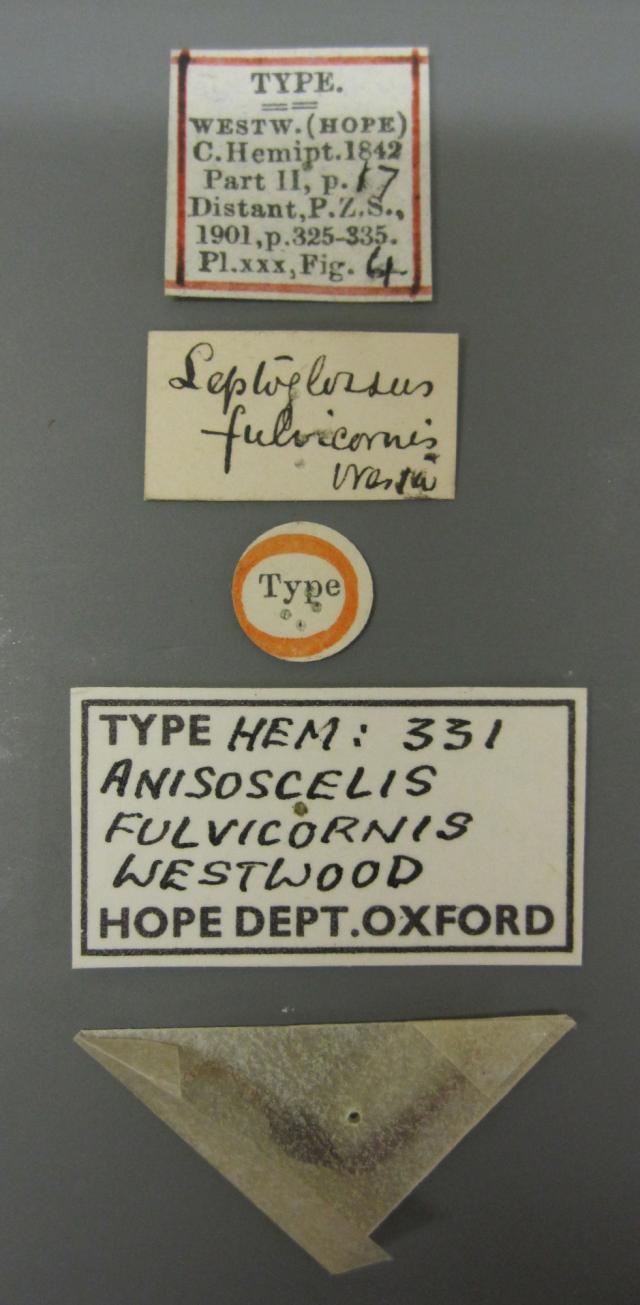 TYPE.
WESTW.(HOPE)
C.Hemipt.1842
Part II, p. 17
Distant,P.Z.S.,
1901,p.325-335.
Pl.xxx,Fig. 4
Leptoglossus
fulvicornis
Type
TYPE HEM: 331
ANISOSCELIS
FULVICORNIS
WESTWOOD
HOPE DEPT.OXFORD